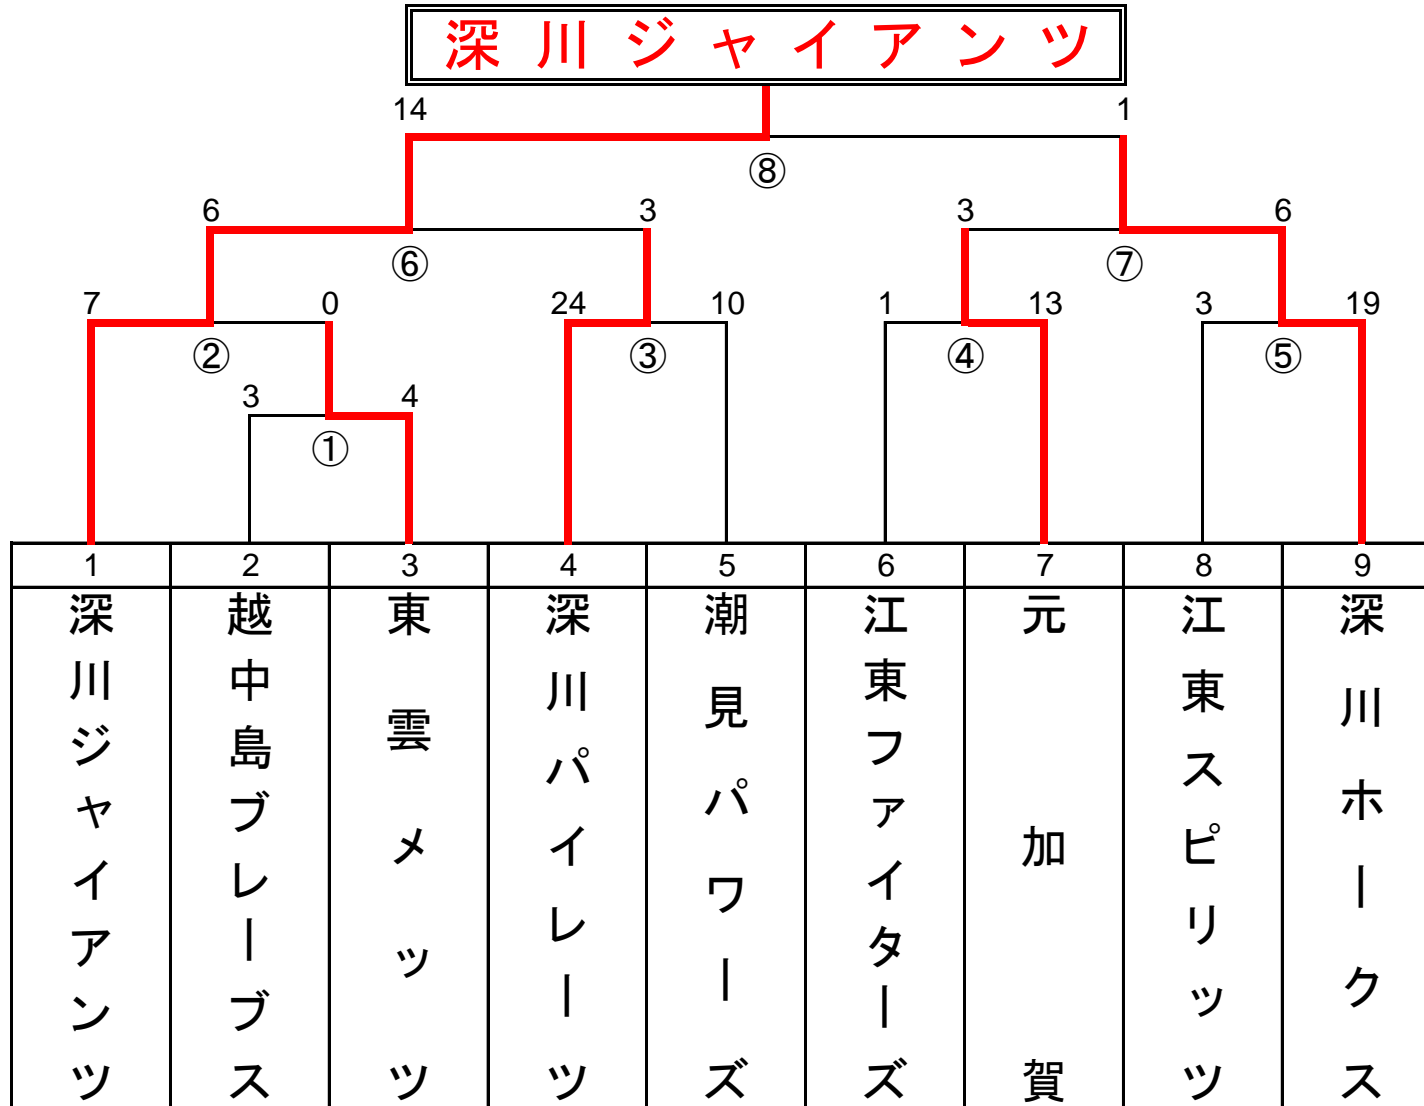 深川ジャイアンツ
14 1
⑧
6 3 3 6
⑥ ⑦
7 0 24 10 1 13 3 19
② ③ ④ ⑤
3 4
①
1 2 3 4 5 6 7 8 9
深川ジャイアンツ
越中島ブレーブス
東雲メッツ
深川パイレーツ
潮見パワーズ
江東ファイターズ
元加賀
江東スピリッツ
深川ホークス